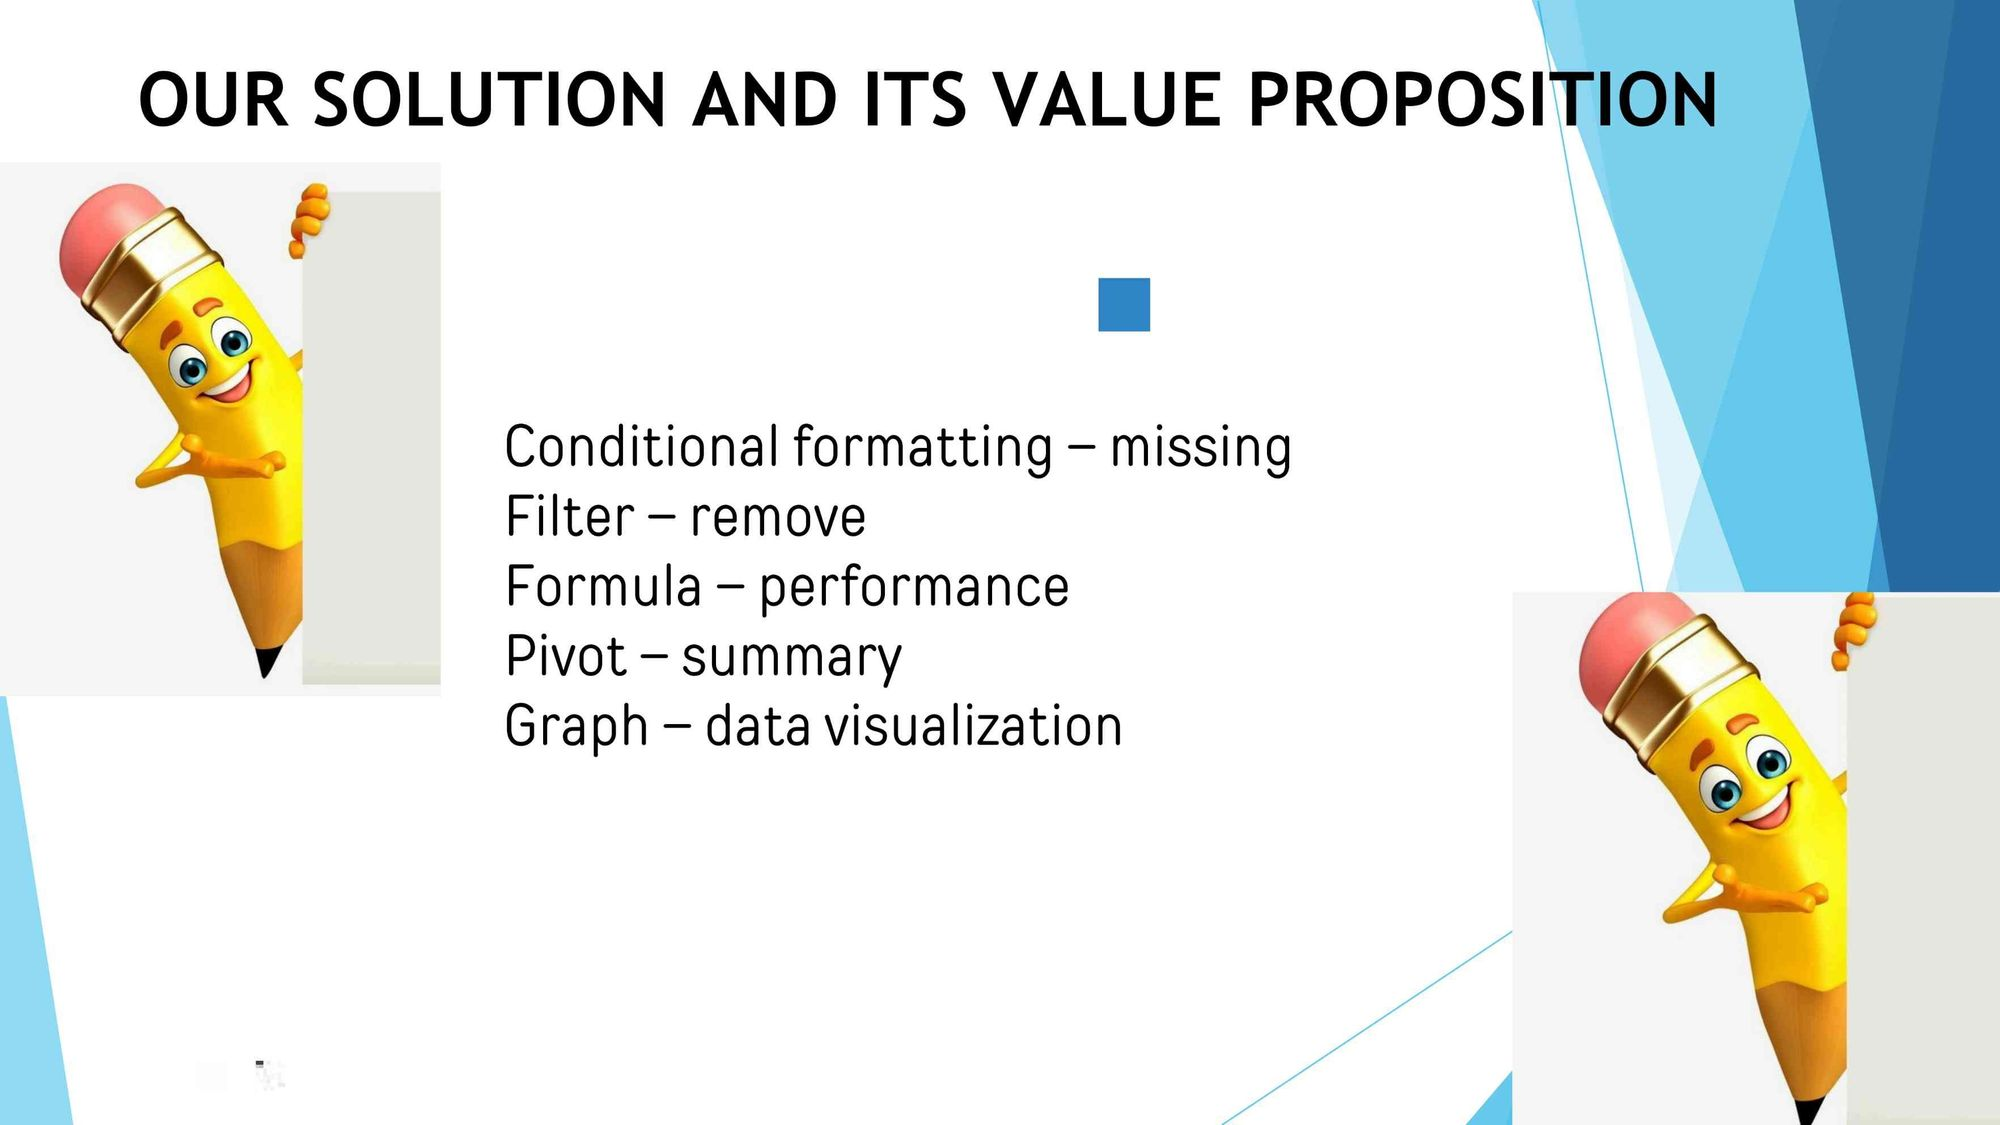 OUR SOLUTION AND ITS VALUE PROPOSITION
Conditional formatting – missing
Filter – remove
Formula – performance
Pivot – summary
Graph – data visualization